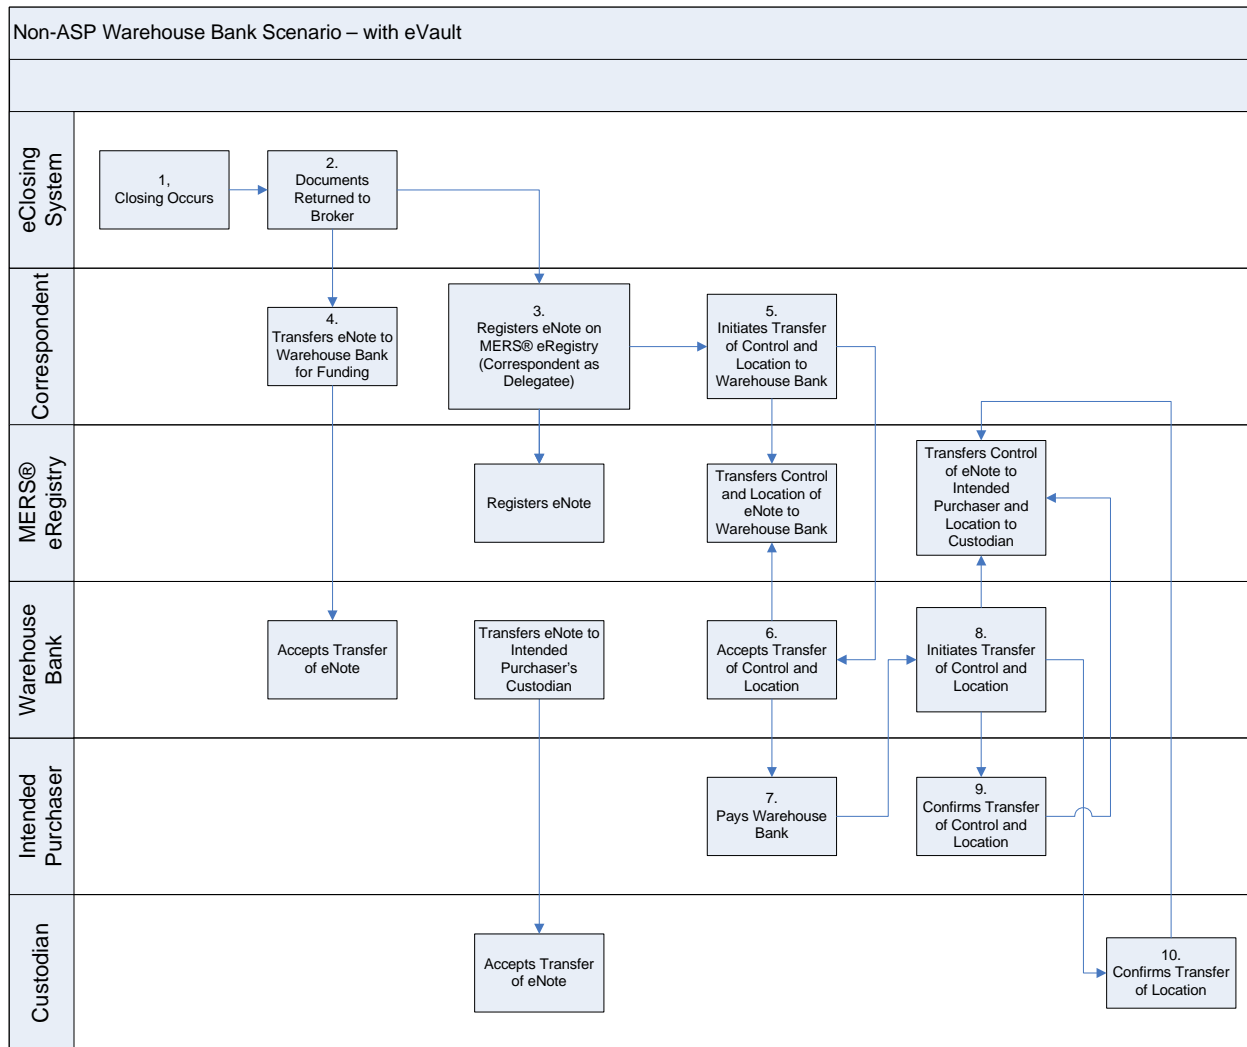 Non-ASP Warehouse Bank Scenario – with eVault
eClosing
System
1,
Closing Occurs
2.
Documents
Returned to
Broker
Correspondent
4.
Transfers eNote to
Warehouse Bank
for Funding
3.
Registers eNote on
MERS® eRegistry
(Correspondent as
Delegatee)
5.
Initiates Transfer
of Control and
Location to
Warehouse Bank
MERS®
eRegistry
Registers eNote
Transfers Control
and Location of
eNote to
Warehouse Bank
Transfers Control
of eNote to
Intended
Purchaser and
Location to
Custodian
Warehouse
Bank
Accepts Transfer
of eNote
Transfers eNote to
Intended
Purchaser’s
Custodian
6.
Accepts Transfer
of Control and
Location
8.
Initiates Transfer
of Control and
Location
Intended
Purchaser
7.
Pays Warehouse
Bank
9.
Confirms Transfer
of Control and
Location
Custodian
Accepts Transfer
of eNote
10.
Confirms Transfer
of Location